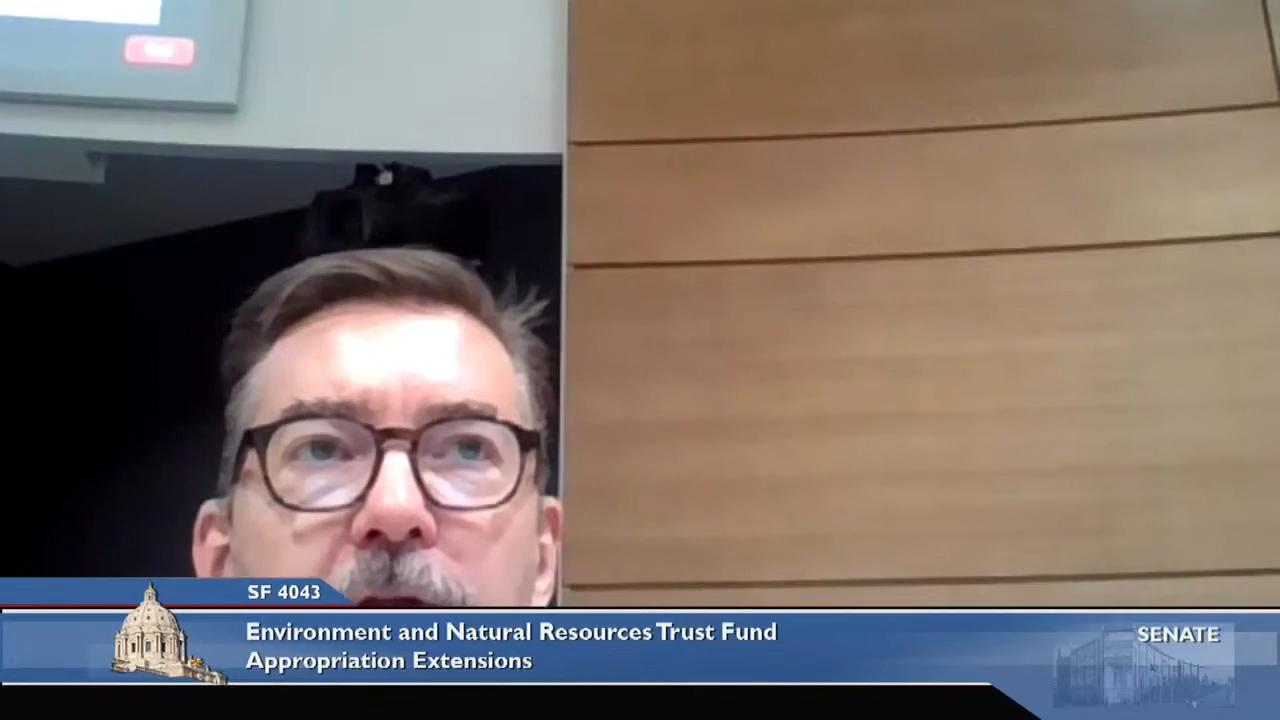 SF 4043
Environment and Natural Resources Trust Fund
Appropriation Extensions
SENATE